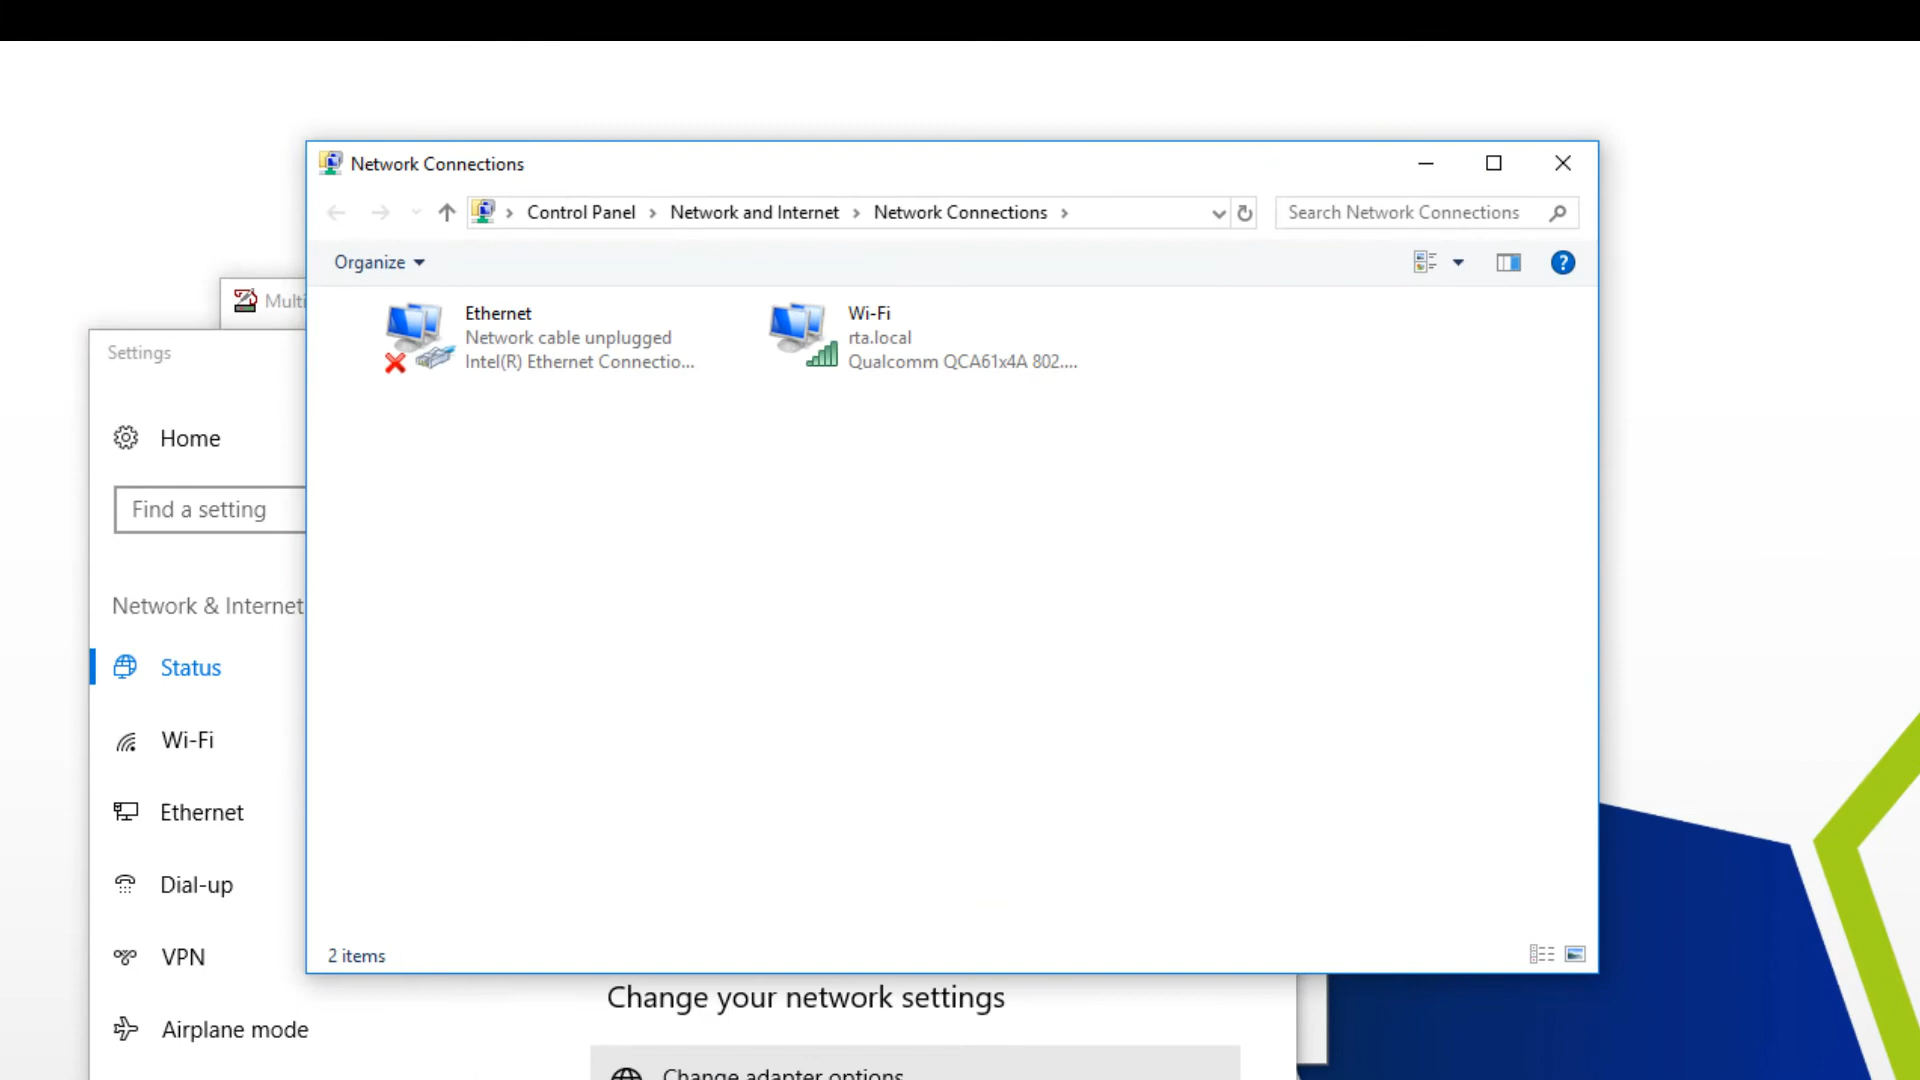 Network Connections
Control Panel > Network and Internet > Network Connections >
Search Network Connections
Organize
Ethernet
Network cable unplugged
Intel(R) Ethernet Connectio...
Wi-Fi
rta.local
Qualcomm QCA61x4A 802....
2 items
Multi
Settings
Home
Find a setting
Network & Internet
Status
Wi-Fi
Ethernet
Dial-up
VPN
Airplane mode
Change your network settings
Change adapter options